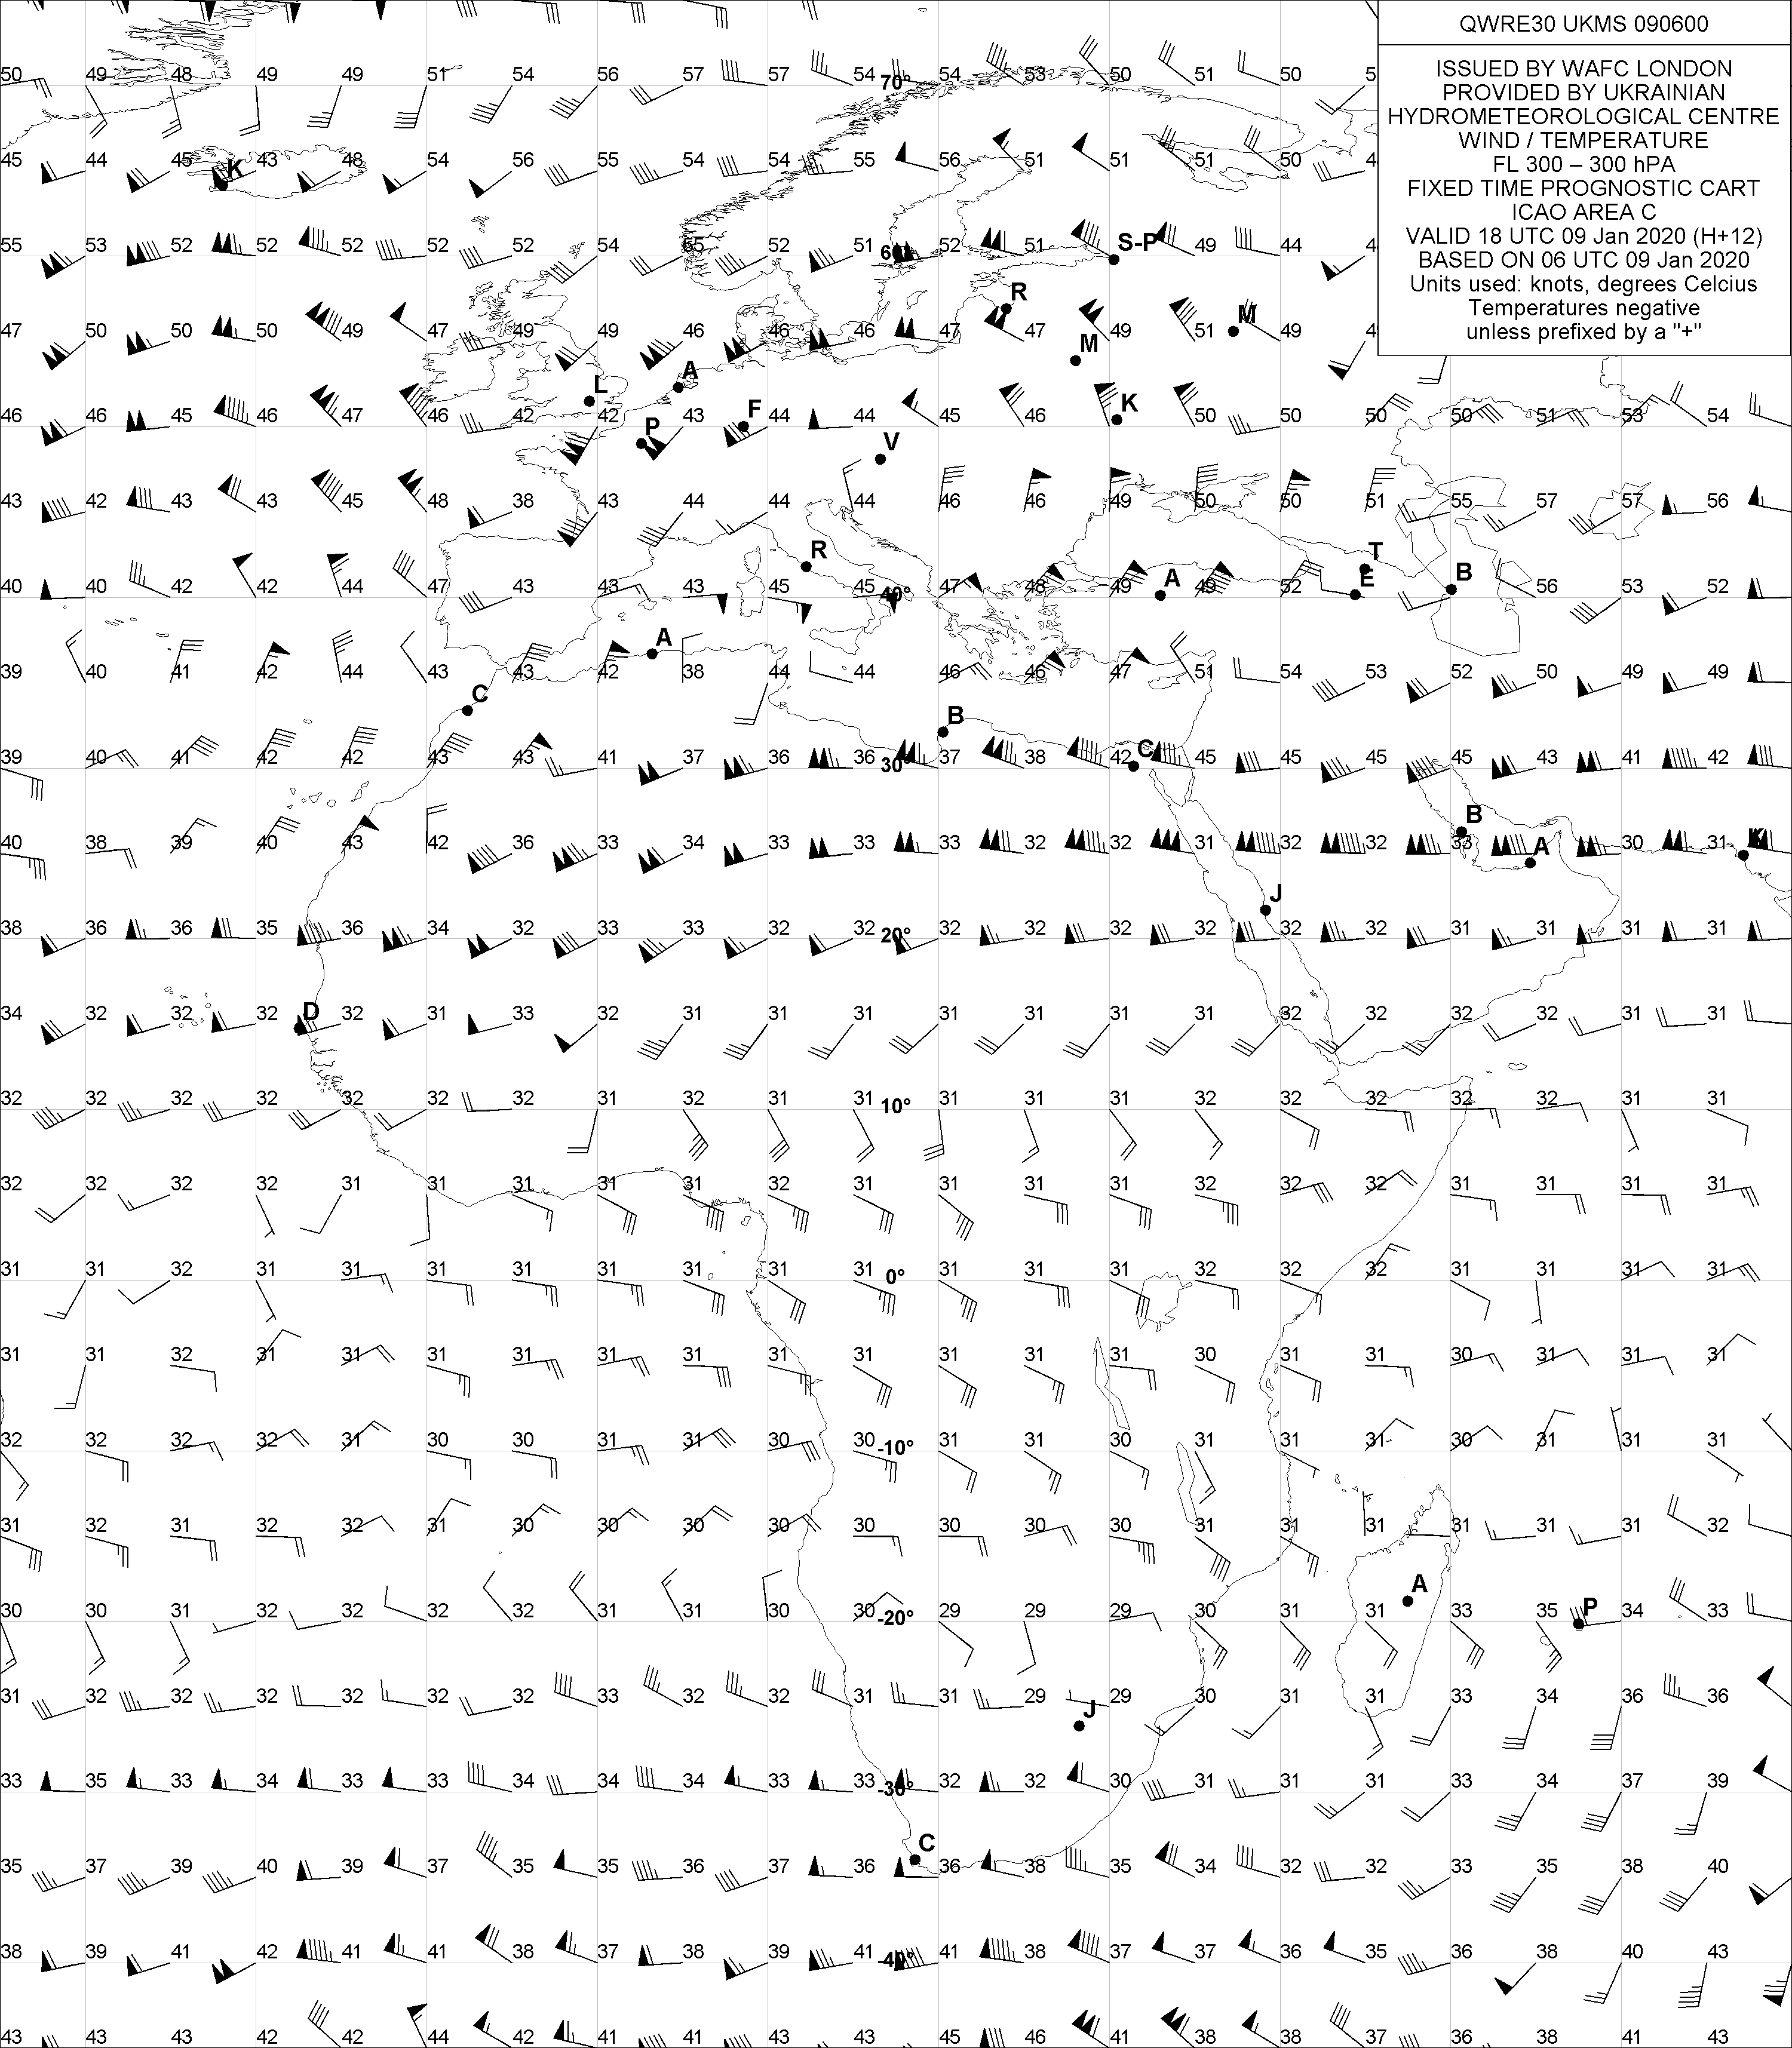 QWRE30 UKMS 090600
ISSUED BY WAFC LONDON
PROVIDED BY UKRAINIAN
HYDROMETEOROLOGICAL CENTRE
WIND / TEMPERATURE
FL 300 – 300 hPA
FIXED TIME PROGNOSTIC CART
ICAO AREA C
VALID 18 UTC 09 Jan 2020 (H+12)
BASED ON 06 UTC 09 Jan 2020
Units used: knots, degrees Celcius
Temperatures negative
unless prefixed by a "+"
50 49 48 49 49 51 54 56 57 57 54 70° 54 53 50 51 50 5
45 44 45 K 43 48 54 56 55 54 54 55 56 51 51 51 50 4
S-P
55 53 52 52 52 52 52 54 55 52 51 60° 52 51 49 44 4
R
47 50 50 50 49 47 49 49 46 46 46 47 47 49 51 M 49 4
M
A
L
46 46 45 46 47 46 42 42 43 F 44 44 45 46 K 50 50 50 50 51 53 54
P V
43 42 43 43 45 48 38 43 44 44 44 46 46 49 50 50 51 55 57 57 56
R T
40 40 42 42 44 47 43 43 43 45 45 40° 47 48 49 A 49 52 E B 56 53 52
A
39 40 41 42 44 43 43 42 38 44 44 46 46 47 51 54 53 52 50 49 49
C
B
39 40 41 42 42 43 43 41 37 36 36 30° 37 38 42 C 45 45 45 45 43 41 42
B
40 38 39 40 43 42 36 33 34 33 33 33 32 32 31 32 32 33 A 30 31 K
J
38 36 36 35 36 34 32 33 33 32 32 20° 32 32 32 32 32 32 31 31 31 31
D
34 32 32 32 32 31 33 32 31 31 31 31 31 31 31 32 32 32 32 31 31
32 32 32 32 32 32 32 31 32 31 31 10° 31 31 31 32 32 32 32 32 31 31
32 32 32 32 31 31 31 31 31 32 31 31 31 31 32 32 32 31 31 31 31
31 31 32 31 31 31 31 31 31 31 31 0° 31 31 31 32 32 32 31 31 31 31
31 31 32 31 31 31 31 31 31 31 31 31 31 31 30 31 31 30 31 31 31
32 32 32 32 31 30 30 31 31 30 30 -10° 31 31 30 31 31 31 30 31 31 31
31 32 31 32 32 31 30 30 30 30 30 30 30 30 31 31 31 31 31 31 32
A
30 30 31 32 32 32 32 31 31 30 30 -20° 29 29 29 30 31 31 33 35 P 34 33
31 32 32 32 32 32 32 33 32 32 31 31 29 29 30 31 31 33 34 36 36
J
33 35 33 34 33 33 34 34 34 33 33 -30° 32 32 30 31 31 31 33 34 37 39
C
35 37 39 40 39 37 35 35 36 37 36 36 38 35 34 32 32 33 35 38 40
38 39 41 42 41 41 38 37 38 39 41 -40° 41 38 37 37 36 35 36 38 40 43
43 43 43 42 42 44 42 41 41 43 43 45 46 41 38 38 37 36 38 41 43